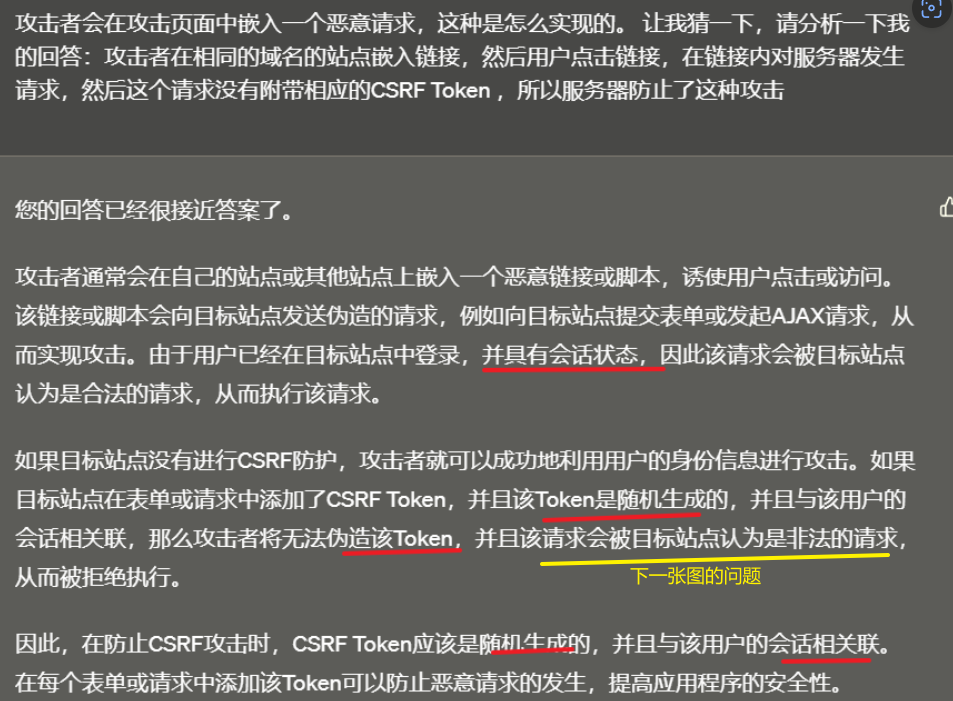 攻击者会在攻击页面中嵌入一个恶意请求，这种是怎么实现的。 让我猜一下，请分析一下我
的回答：攻击者在相同的域名的站点嵌入链接，然后用户点击链接，在链接内对服务器发生
请求，然后这个请求没有附带相应的CSRF Token ，所以服务器防止了这种攻击
您的回答已经很接近答案了。
攻击者通常会在自己的站点或其他站点上嵌入一个恶意链接或脚本，诱使用户点击或访问。
该链接或脚本会向目标站点发送伪造的请求，例如向目标站点提交表单或发起AJAX请求，从
而实现攻击。由于用户已经在目标站点中登录，并具有会话状态，因此该请求会被目标站点
认为是合法的请求，从而执行该请求。
如果目标站点没有进行CSRF防护，攻击者就可以成功地利用用户的身份信息进行攻击。如果
目标站点在表单或请求中添加了CSRF Token，并且该Token是随机生成的，并且与该用户的
会话相关联，那么攻击者将无法伪造该Token，并且该请求会被目标站点认为是非法的请求，
从而被拒绝执行。
下一张图的问题
因此，在防止CSRF攻击时，CSRF Token应该是随机生成的，并且与该用户的会话相关联。
在每个表单或请求中添加该Token可以防止恶意请求的发生，提高应用程序的安全性。